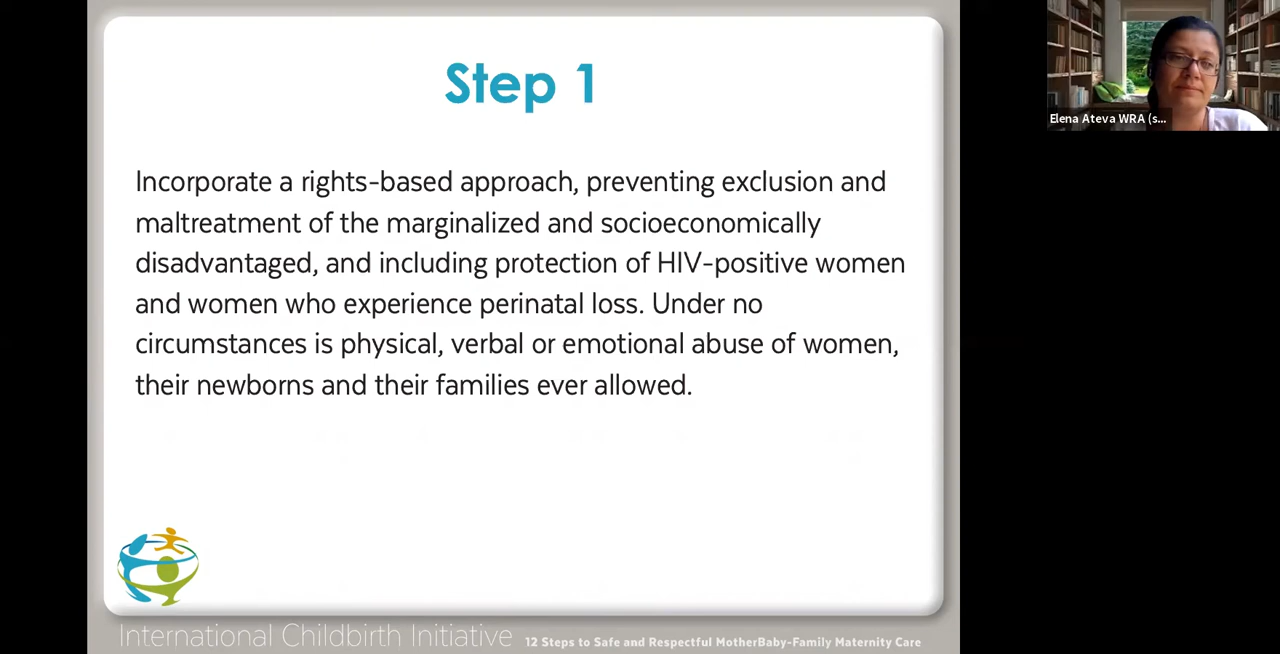 Step 1
Incorporate a rights-based approach, preventing exclusion and
maltreatment of the marginalized and socioeconomically
disadvantaged, and including protection of HIV-positive women
and women who experience perinatal loss. Under no
circumstances is physical, verbal or emotional abuse of women,
their newborns and their families ever allowed.
International Childbirth Initiative 12 Steps to Safe and Respectful MotherBaby-Family Maternity Care
Elena Ateva WRA (s...